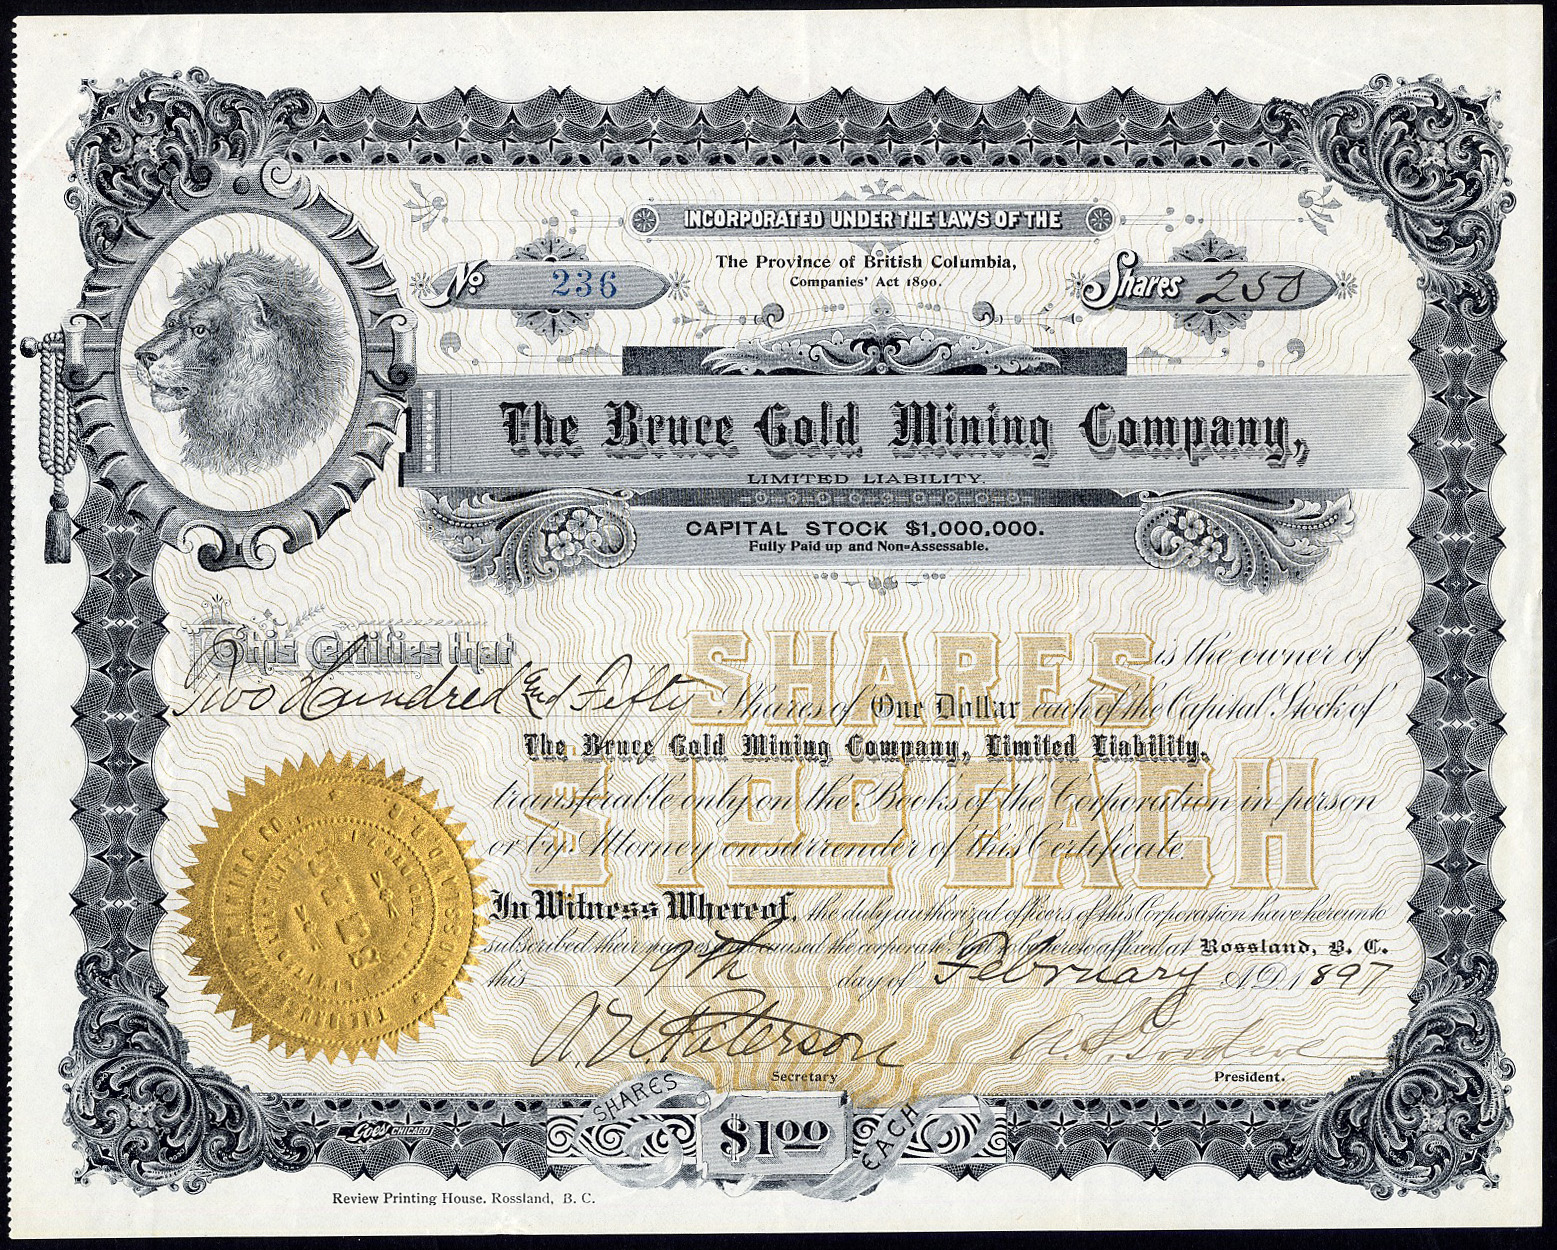 INCORPORATED UNDER THE LAWS OF THE
The Province of British Columbia,
Companies' Act 1890.
No. 236
Shares 250
The Bruce Gold Mining Company,
LIMITED LIABILITY.
CAPITAL STOCK $1,000,000.
Fully Paid up and Non-Assessable.
This Certifies that is the owner of
Two Hundred and Fifty Shares of One Dollar each of the Capital Stock of
The Bruce Gold Mining Company, Limited Liability,
transferable only on the Books of the Corporation in person
or by Attorney on surrender of this Certificate.
In Witness Whereof, the duly authorized officers of this Corporation have hereunto
subscribed their names and caused the corporate Seal to be hereto affixed at Rossland, B. C.
this 19th day of February A.D. 1897
Secretary
President.
SHARES
$100 EACH
SHARES $1 00 EACH
Goes CHICAGO
Review Printing House. Rossland, B. C.